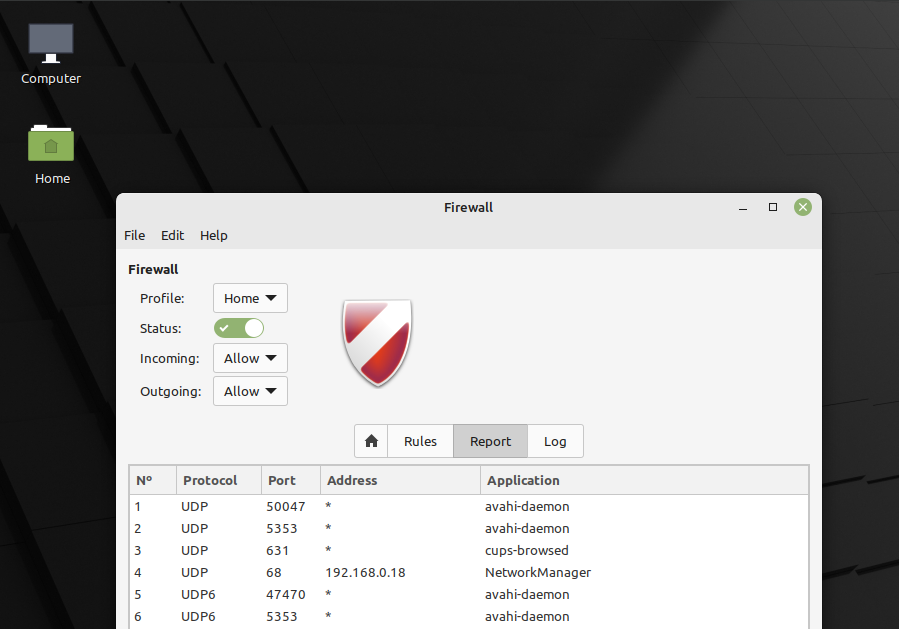 Computer
Home
Firewall
File Edit Help
Firewall
Profile: Home
Status:
Incoming: Allow
Outgoing: Allow
Rules Report Log
Nº Protocol Port Address Application
1 UDP 50047 * avahi-daemon
2 UDP 5353 * avahi-daemon
3 UDP 631 * cups-browsed
4 UDP 68 192.168.0.18 NetworkManager
5 UDP6 47470 * avahi-daemon
6 UDP6 5353 * avahi-daemon